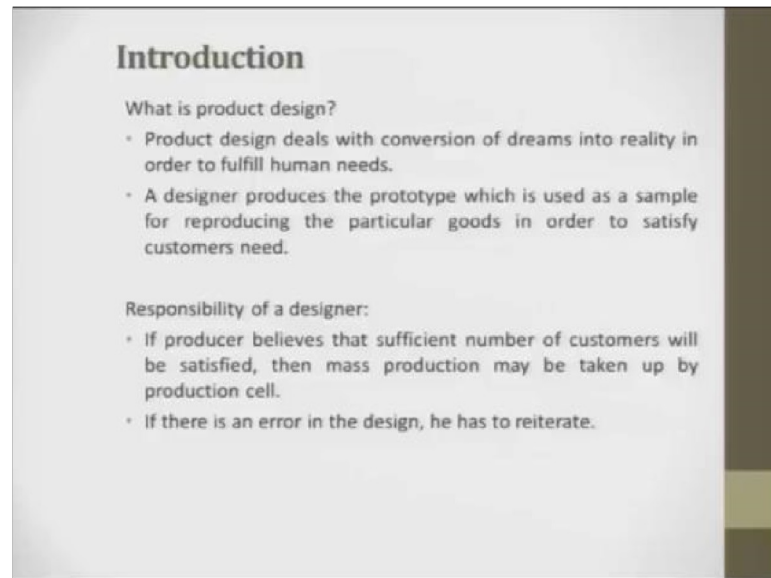 Introduction
What is product design?
• Product design deals with conversion of dreams into reality in
order to fulfill human needs.
• A designer produces the prototype which is used as a sample
for reproducing the particular goods in order to satisfy
customers need.
Responsibility of a designer:
• If producer believes that sufficient number of customers will
be satisfied, then mass production may be taken up by
production cell.
• If there is an error in the design, he has to reiterate.